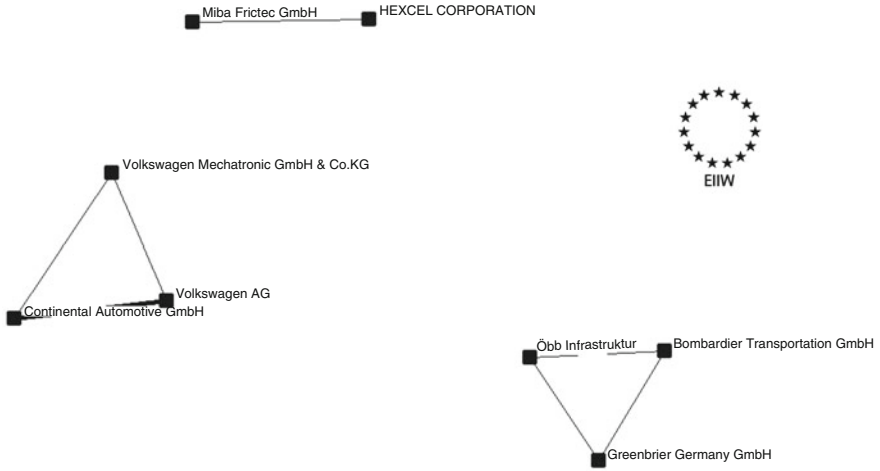 Miba Frictec GmbH
HEXCEL CORPORATION
EIIW
Volkswagen Mechatronic GmbH & Co.KG
Volkswagen AG
Continental Automotive GmbH
Öbb Infrastruktur
Bombardier Transportation GmbH
Greenbrier Germany GmbH